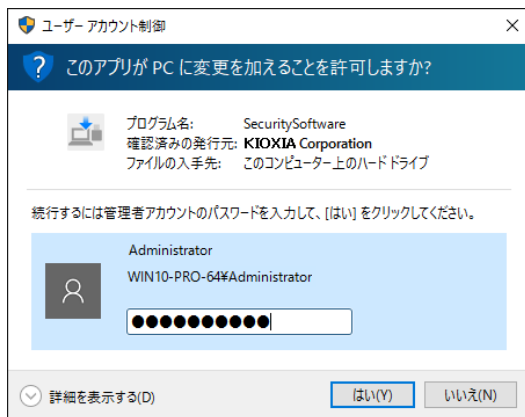 ユーザー アカウント制御
このアプリが PC に変更を加えることを許可しますか?
プログラム名: SecuritySoftware
確認済みの発行元: KIOXIA Corporation
ファイルの入手先: このコンピューター上のハード ドライブ
続行するには管理者アカウントのパスワードを入力して、[はい] をクリックしてください。
Administrator
WIN10-PRO-64¥Administrator
●●●●●●●●●●
詳細を表示する(D)
はい(Y)
いいえ(N)